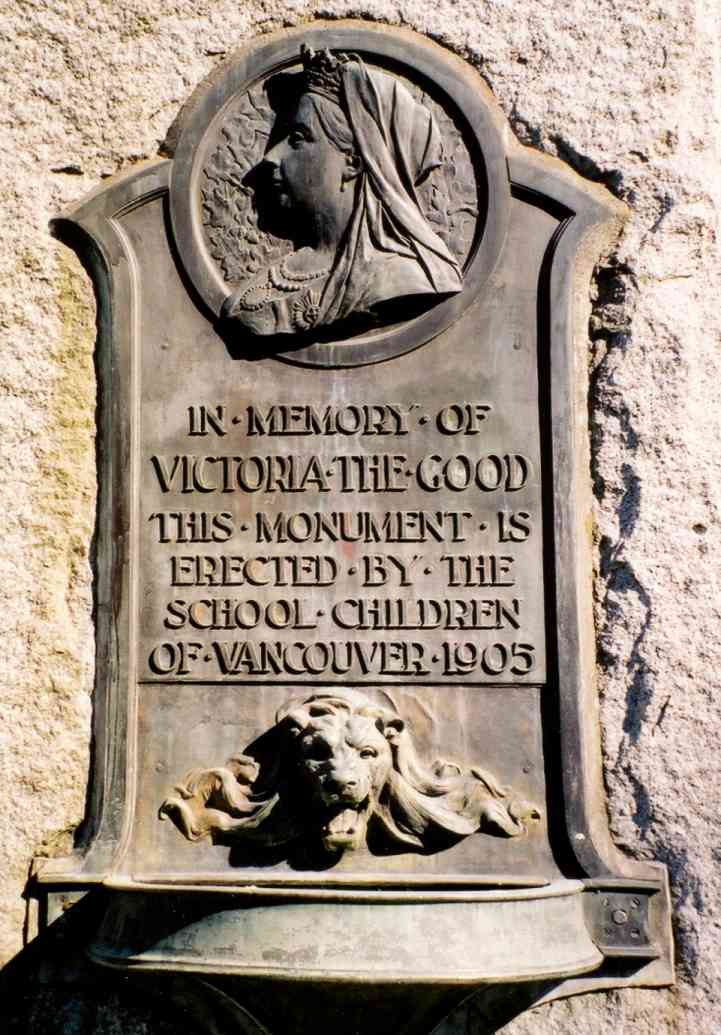 IN · MEMORY · OF
VICTORIA · THE · GOOD
THIS · MONUMENT · IS
ERECTED · BY · THE
SCHOOL · CHILDREN
OF · VANCOUVER · 1905